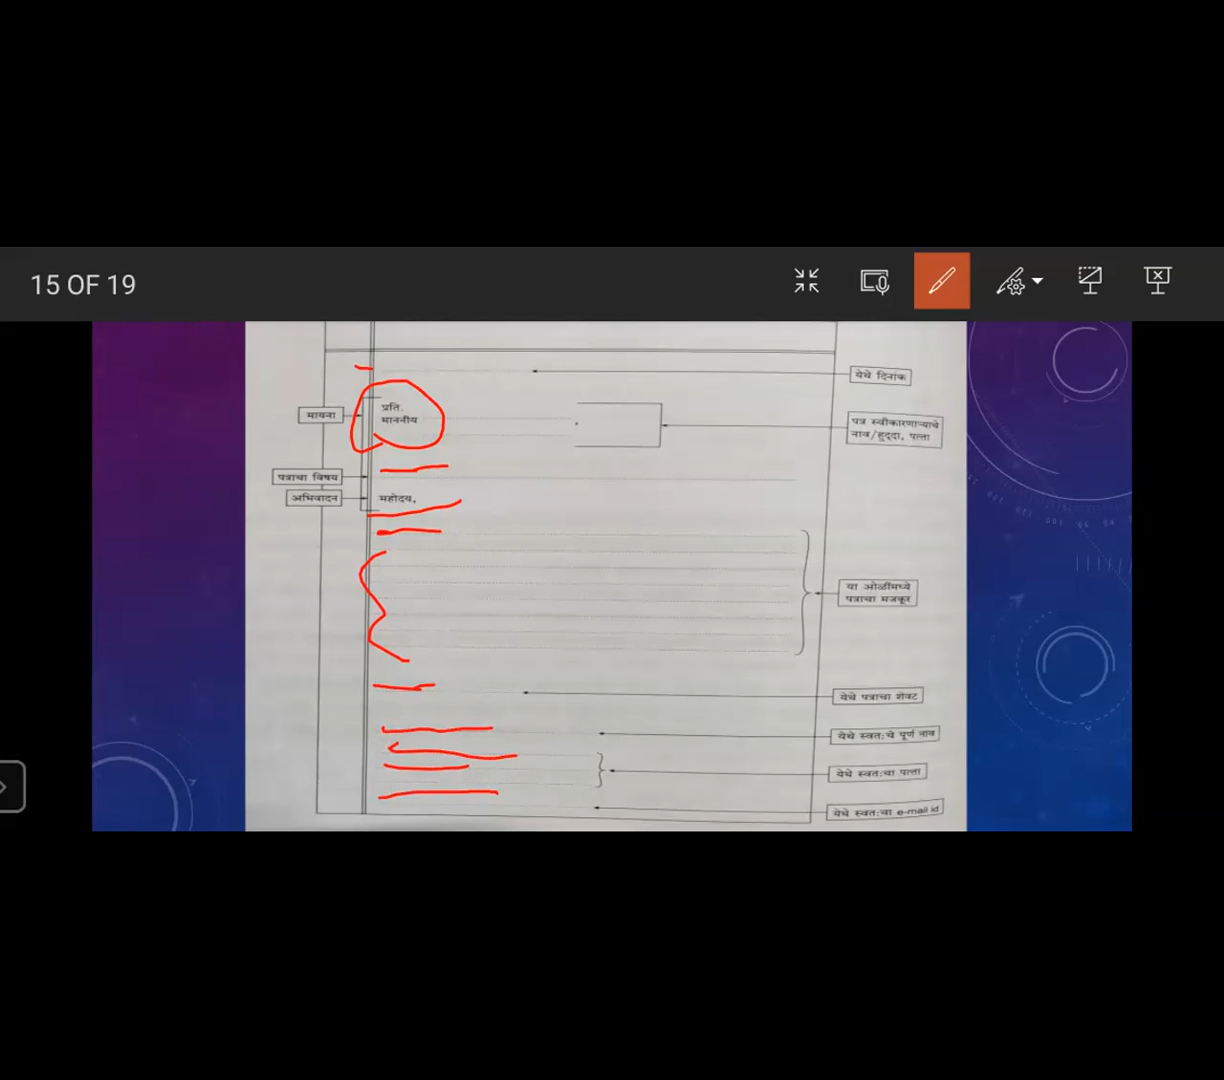 15 OF 19
येथे दिनांक
मायना
प्रति.
माननीय
पत्र स्वीकारणाऱ्याचे
नाव/हुद्दा. पत्ता
पत्राचा विषय
अभिवादन
महोदय,
या ओळींमध्ये
पत्राचा मजकूर
येथे पत्राचा शेवट
येथे स्वतःचे पूर्ण नाव
येथे स्वतःचा पत्ता
येथे स्वतःचा e-mail id